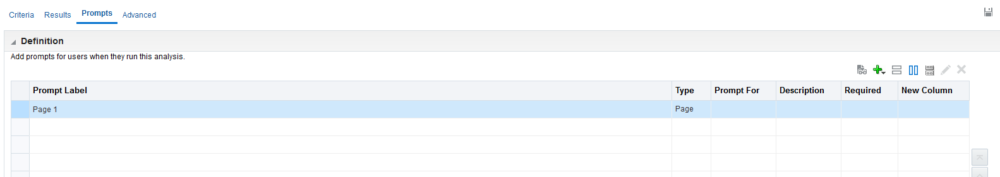 Criteria Results Prompts Advanced
Definition
Add prompts for users when they run this analysis.
Prompt Label Type Prompt For Description Required New Column
Page 1 Page